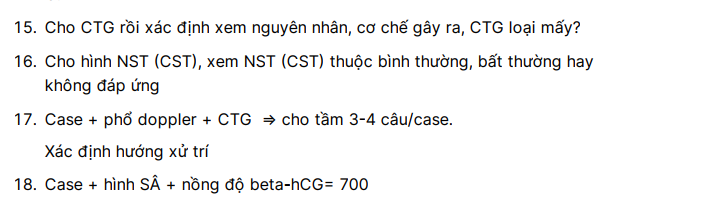 15. Cho CTG rồi xác định xem nguyên nhân, cơ chế gây ra, CTG loại mấy?
16. Cho hình NST (CST), xem NST (CST) thuộc bình thường, bất thường hay
không đáp ứng
17. Case + phổ doppler + CTG ⇒ cho tầm 3-4 câu/case.
Xác định hướng xử trí
18. Case + hình SÂ + nồng độ beta-hCG= 700